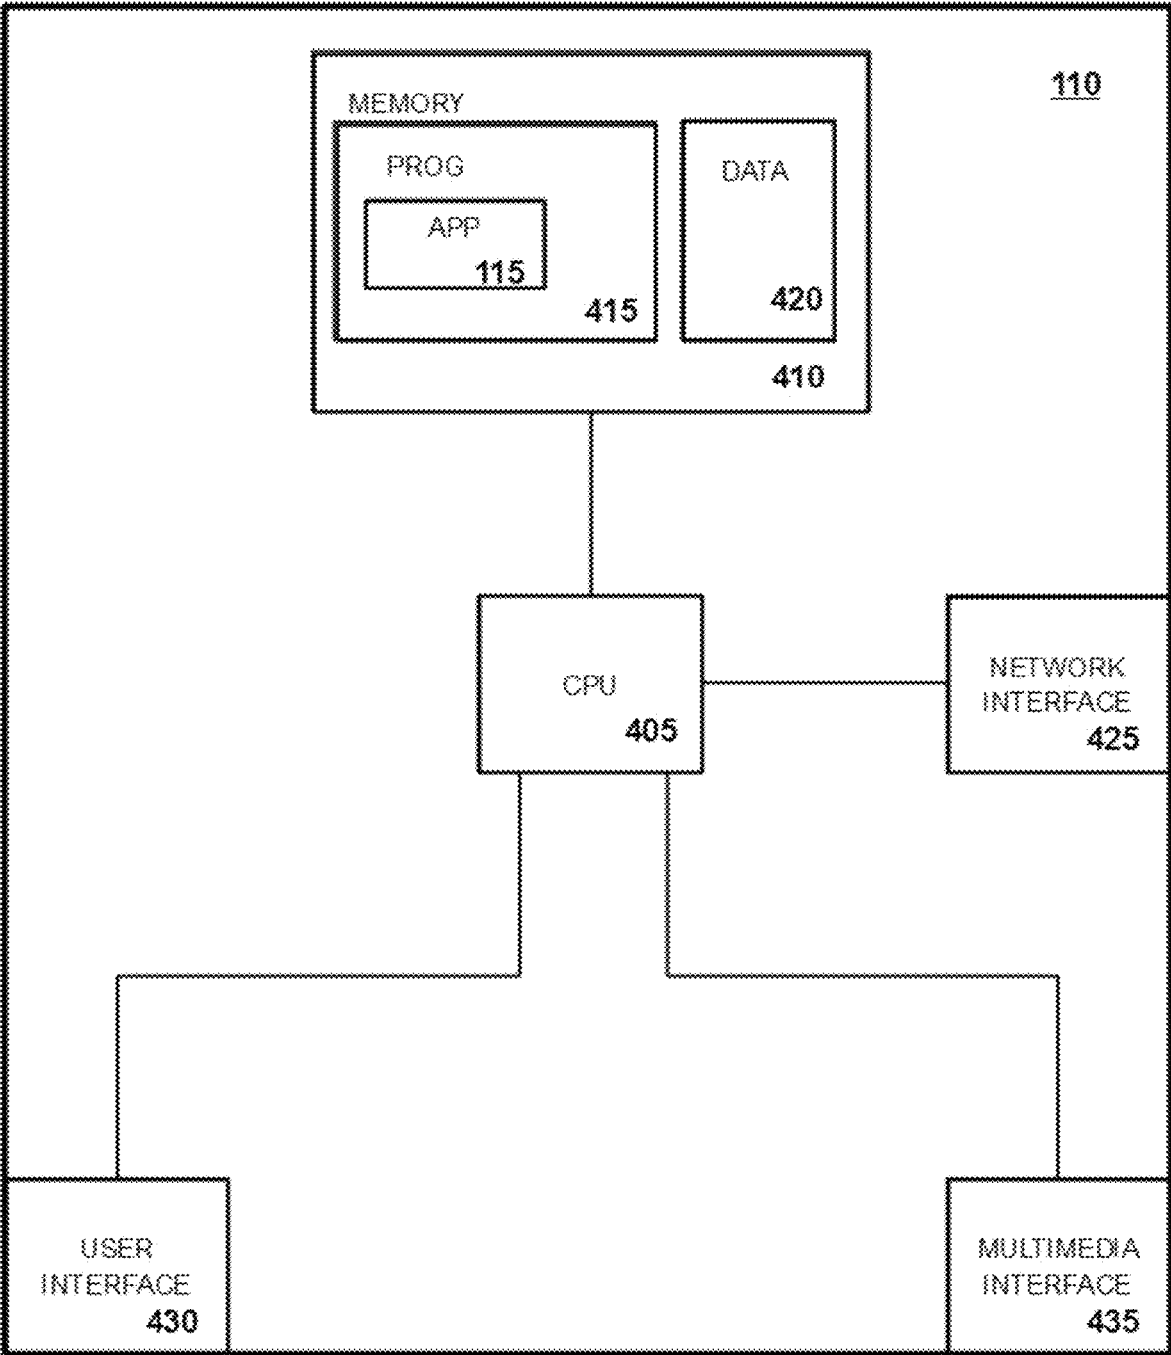 110
MEMORY
PROG
APP
115
415
DATA
420
410
CPU
405
NETWORK
INTERFACE
425
USER
INTERFACE
430
MULTIMEDIA
INTERFACE
435